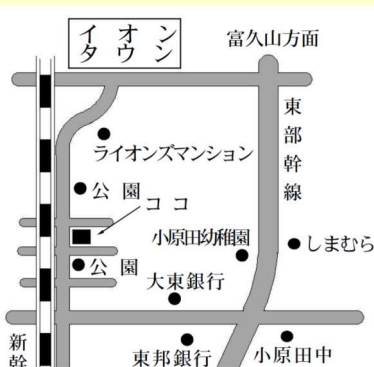 イオン
タウン
富久山方面
東部幹線
ライオンズマンション
公園
ココ
小原田幼稚園
しまむら
公園
大東銀行
新幹
東邦銀行
小原田中